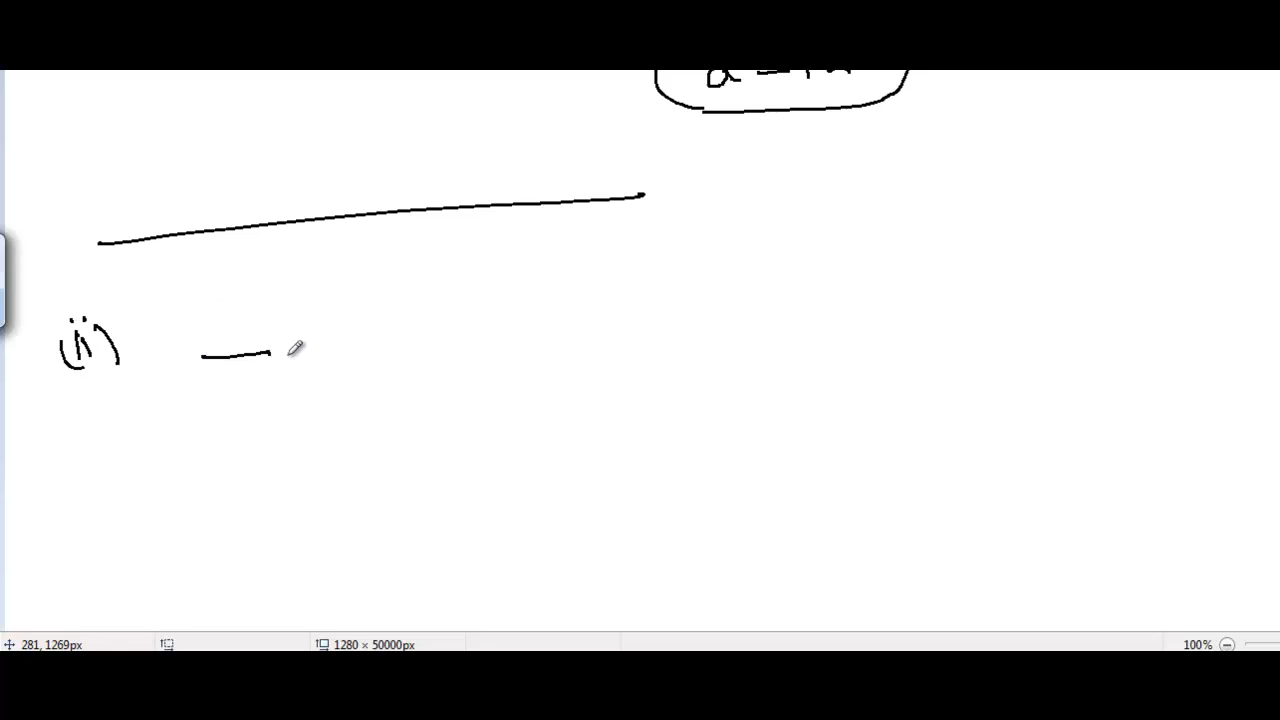 (ii) —
281, 1269px 1280 × 50000px 100%